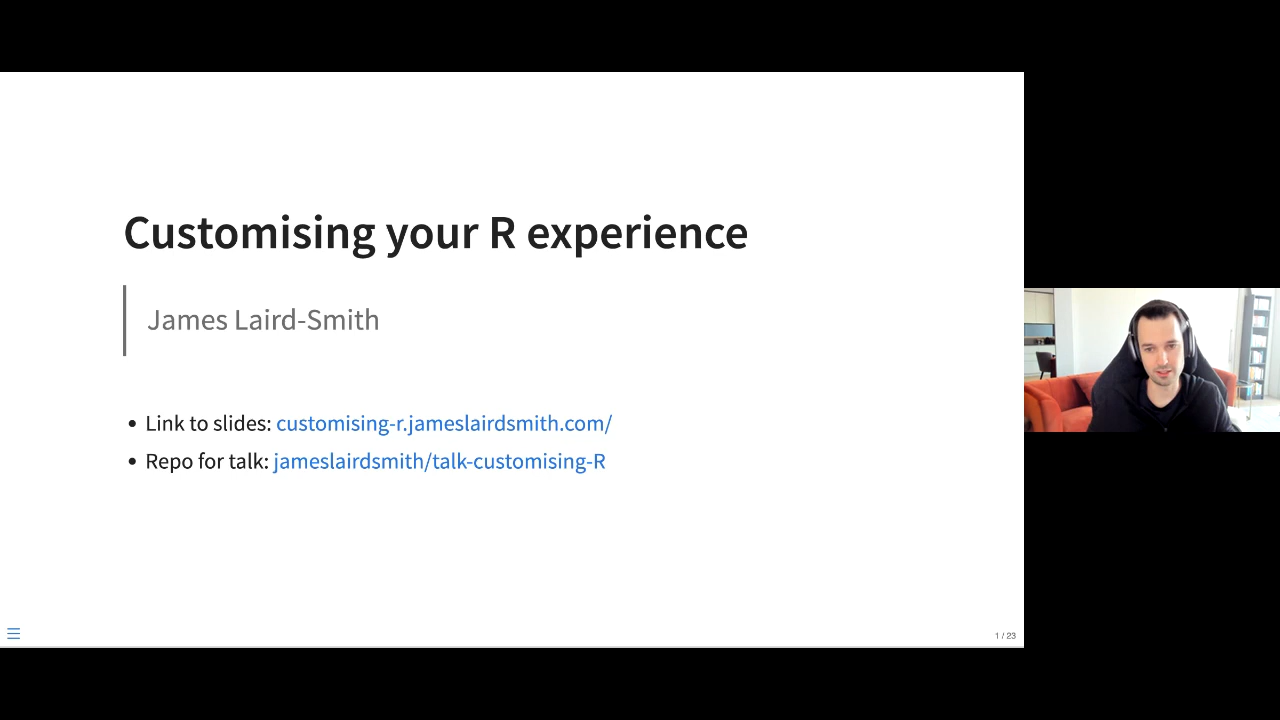 Customising your R experience
James Laird-Smith
• Link to slides: customising-r.jameslairdsmith.com/
• Repo for talk: jameslairdsmith/talk-customising-R
1 / 23